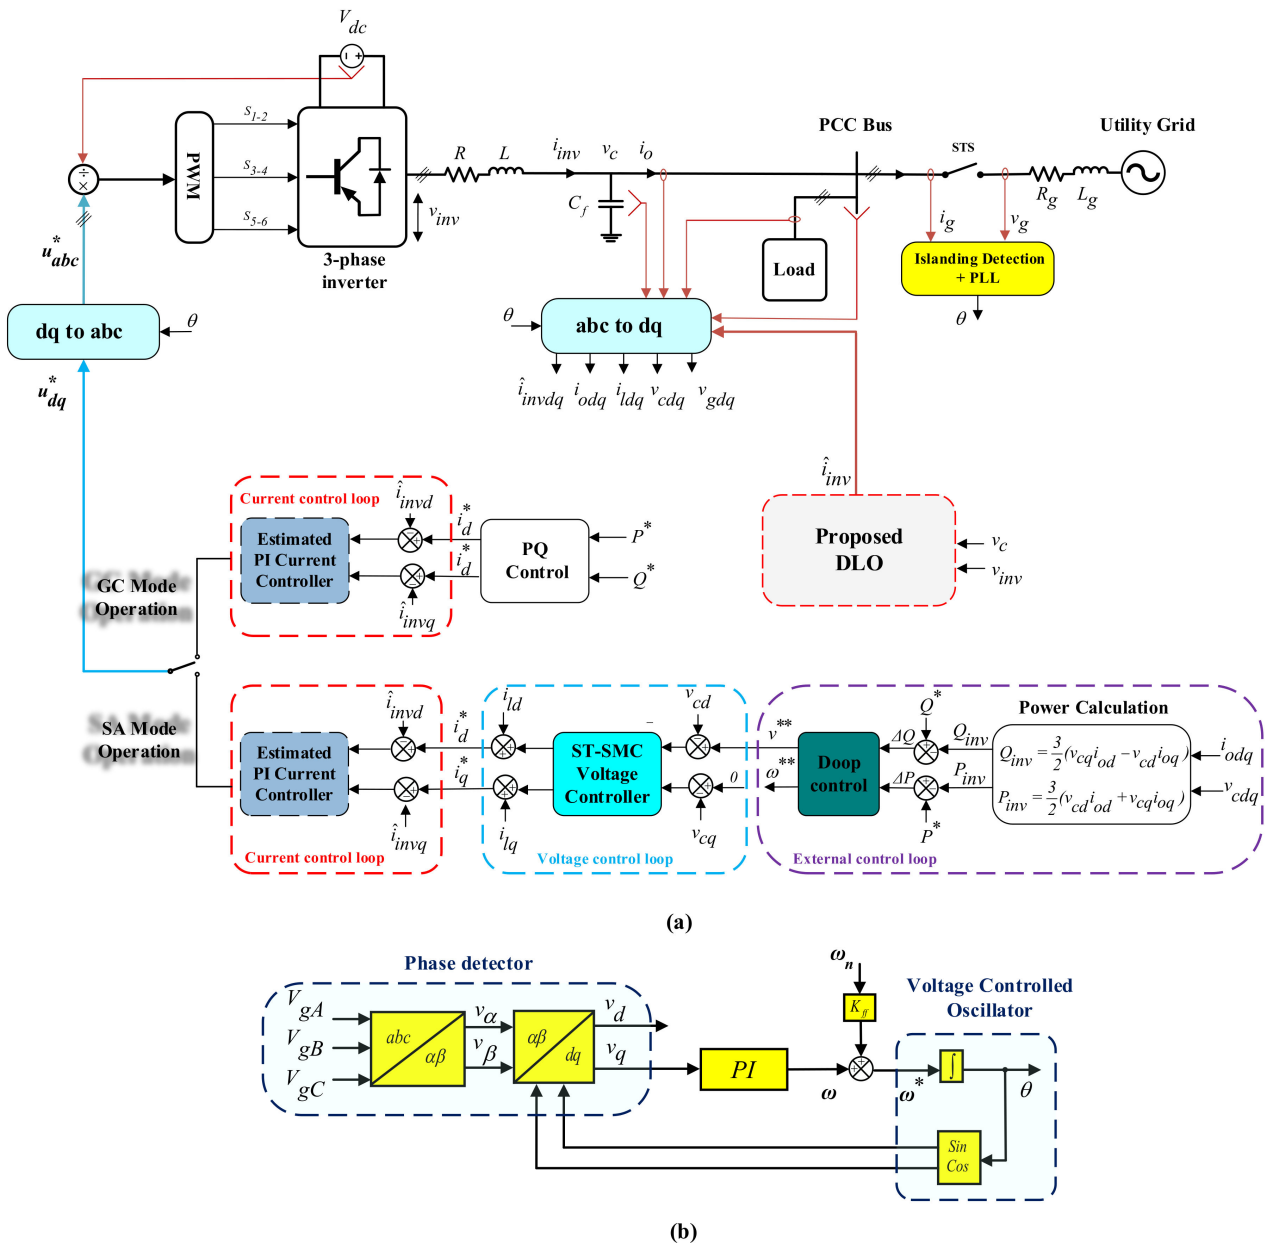 V_dc
- +
PCC Bus
Utility Grid
S_1-2
S_3-4
S_5-6
PWM
÷
×
R
L
i_inv
v_c
i_o
STS
C_f
v_inv
R_g
L_g
i_g
v_g
3-phase
inverter
Load
Islanding Detection
+ PLL
θ
u*_abc
dq to abc
θ
θ
abc to dq
u*_dq
î_invdq
i_odq
i_ldq
v_cdq
v_gdq
î_inv
Proposed
DLO
v_c
v_inv
Current control loop
Estimated
PI Current
Controller
î_invd
i_d*
i_d*
î_invq
PQ
Control
P*
Q*
GC Mode
Operation
SA Mode
Operation
Estimated
PI Current
Controller
î_invd
i_d*
i_q*
î_invq
Current control loop
i_ld
i_lq
ST-SMC
Voltage
Controller
v_cd
–
v_cq
0
Voltage control loop
v**
ω**
Doop
control
ΔQ
ΔP
Q*
P*
Q_inv
P_inv
External control loop
Power Calculation
Q_inv = 3/2 (v_cq i_od – v_cd i_oq)
P_inv = 3/2 (v_cd i_od + v_cq i_oq)
i_odq
v_cdq
(a)
Phase detector
V_gA
V_gB
V_gC
abc
αβ
v_α
v_β
αβ
dq
v_d
v_q
PI
ω
ω_n
K_ff
ω*
Voltage Controlled
Oscillator
∫
θ
Sin
Cos
(b)